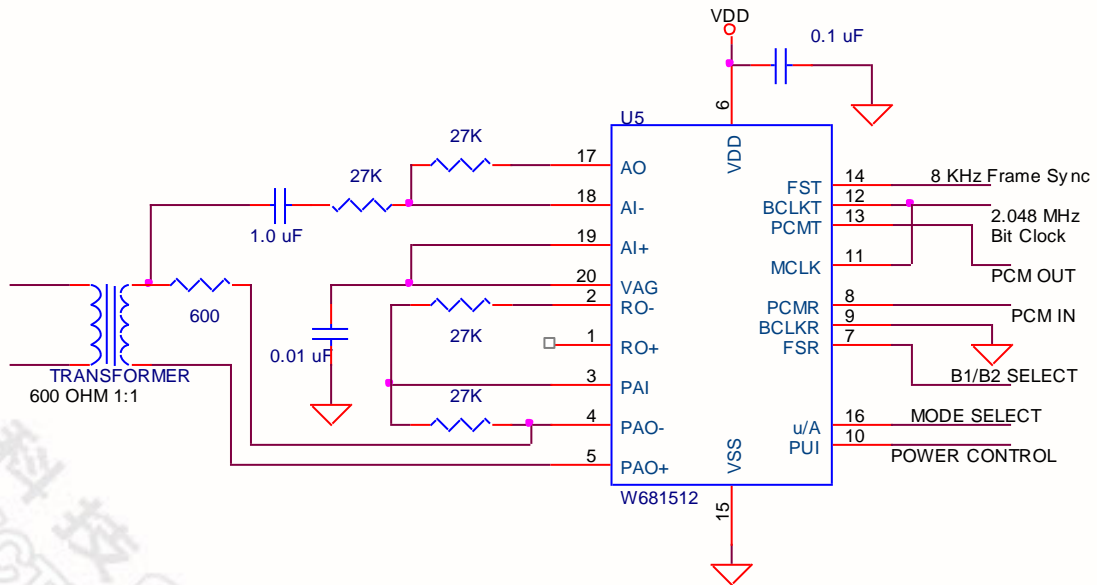 VDD
0.1 uF
6
U5
VDD
27K
17
AO
27K
18
AI-
1.0 uF
19
AI+
20
VAG
600
2
RO-
27K
0.01 uF
1
RO+
TRANSFORMER
600 OHM 1:1
3
PAI
27K
4
PAO-
5
PAO+
FST
14
8 KHz Frame Sync
BCLKT
12
PCMT
13
2.048 MHz
Bit Clock
MCLK
11
PCM OUT
PCMR
8
PCM IN
BCLKR
9
FSR
7
B1/B2 SELECT
u/A
16
MODE SELECT
PUI
10
POWER CONTROL
VSS
W681512
15
科技